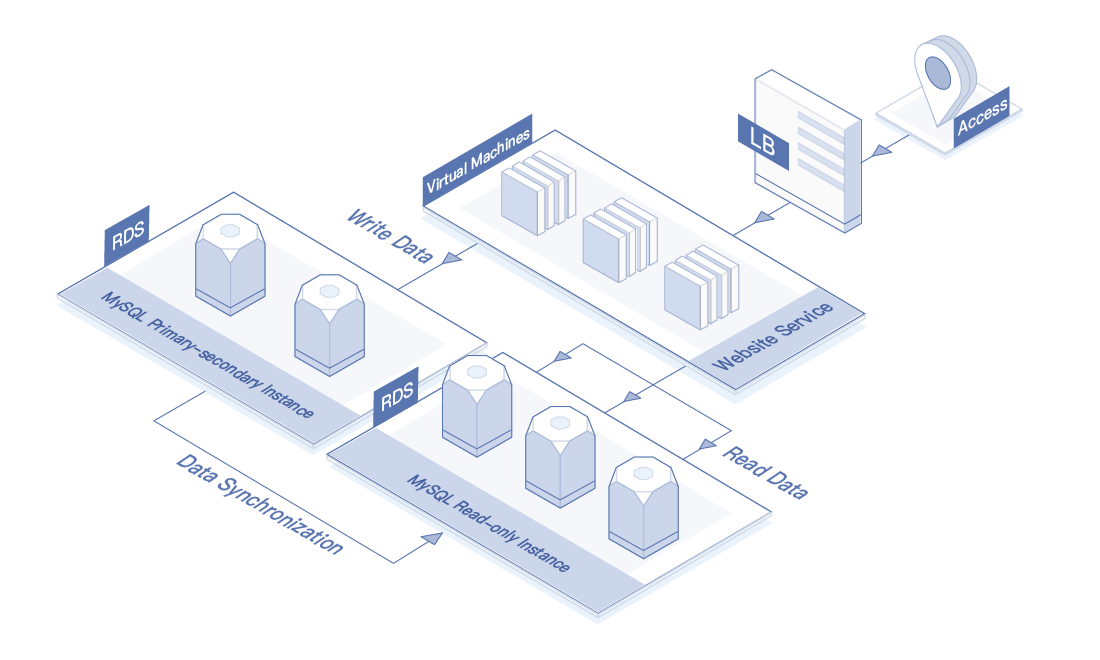 Access
LB
Virtual Machines
Website Service
Write Data
RDS
MySQL Primary-secondary Instance
RDS
MySQL Read-only Instance
Read Data
Data Synchronization